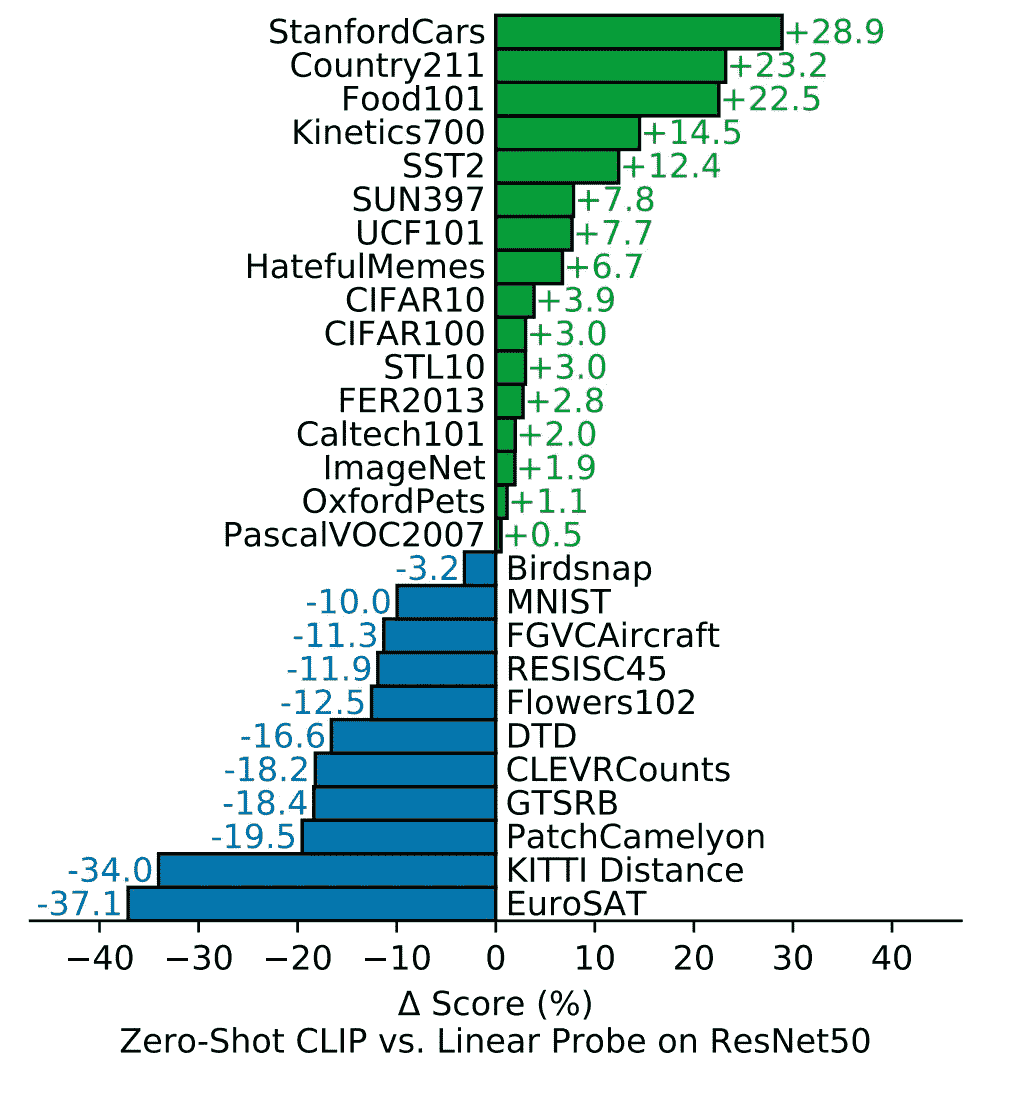 StanfordCars +28.9
Country211 +23.2
Food101 +22.5
Kinetics700 +14.5
SST2 +12.4
SUN397 +7.8
UCF101 +7.7
HatefulMemes +6.7
CIFAR10 +3.9
CIFAR100 +3.0
STL10 +3.0
FER2013 +2.8
Caltech101 +2.0
ImageNet +1.9
OxfordPets +1.1
PascalVOC2007 +0.5
-3.2 Birdsnap
-10.0 MNIST
-11.3 FGVCAircraft
-11.9 RESISC45
-12.5 Flowers102
-16.6 DTD
-18.2 CLEVRCounts
-18.4 GTSRB
-19.5 PatchCamelyon
-34.0 KITTI Distance
-37.1 EuroSAT
−40 −30 −20 −10 0 10 20 30 40
Δ Score (%)
Zero-Shot CLIP vs. Linear Probe on ResNet50